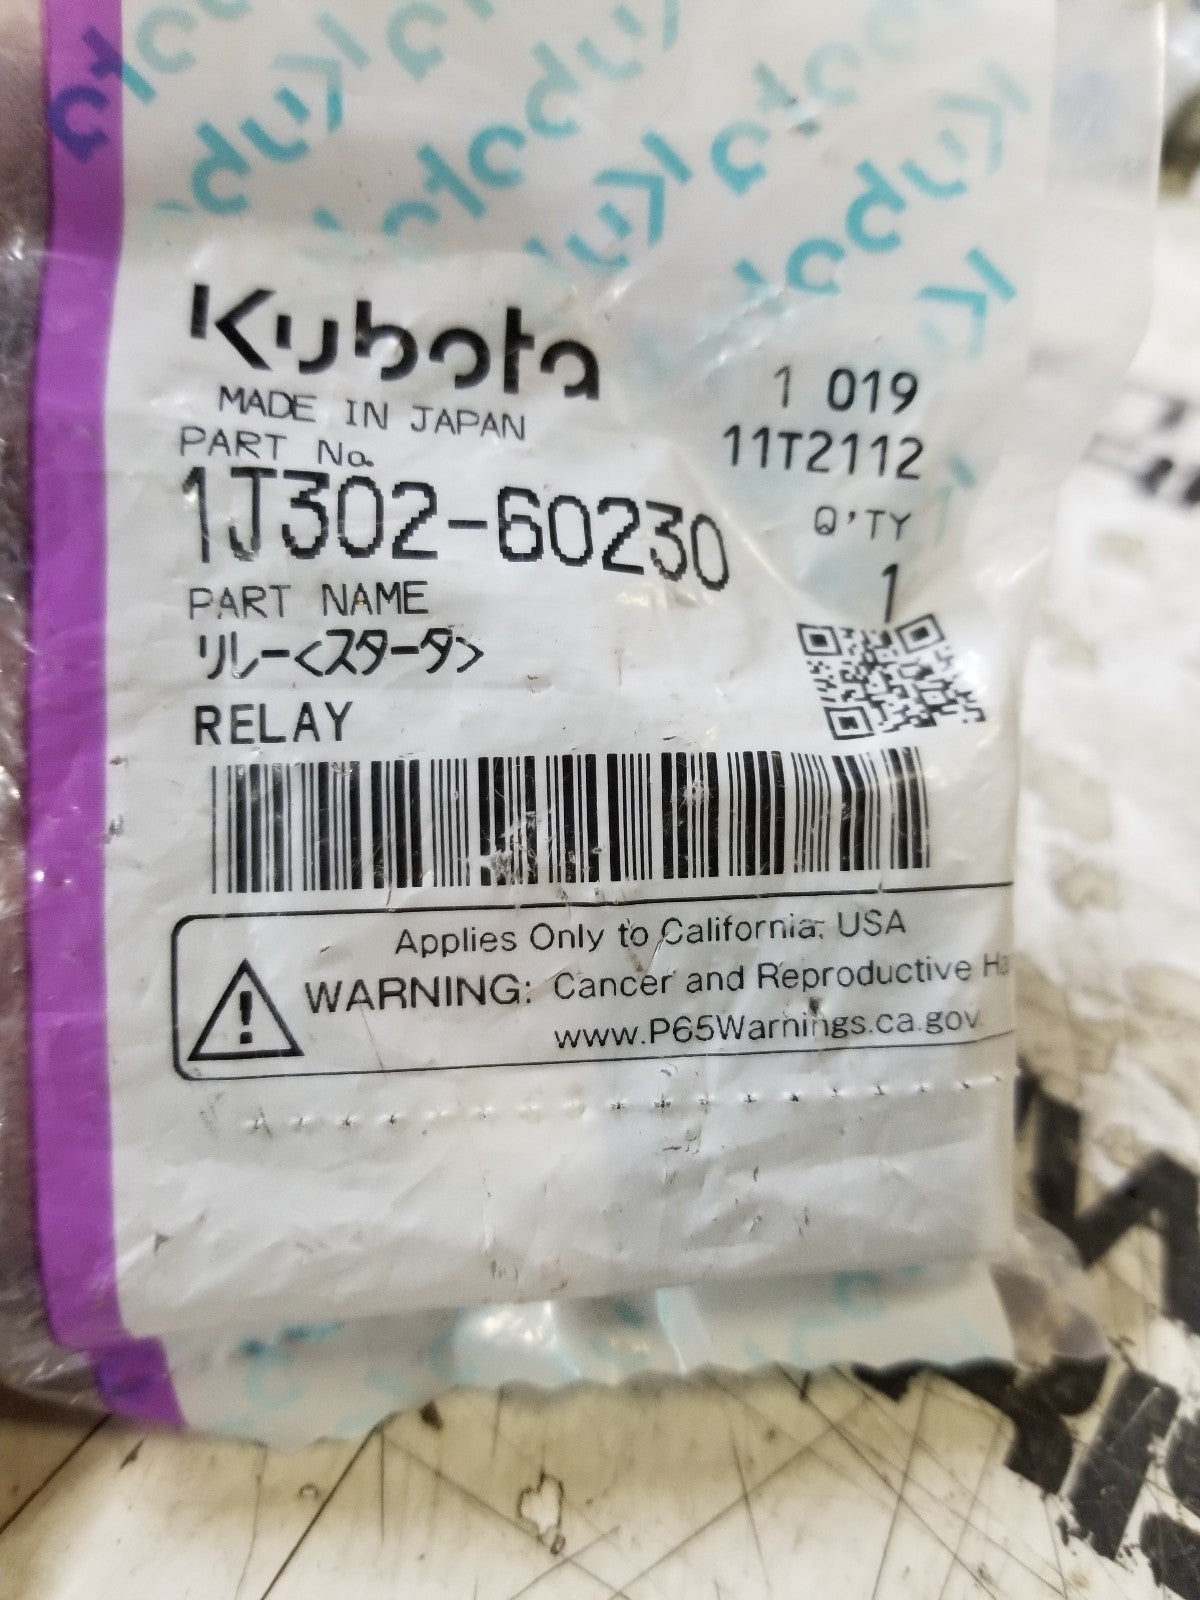 Kubota
MADE IN JAPAN
1 019
PART No.
11T2112
1J302-60230
Q'TY
1
PART NAME
リレー<スタータ>
RELAY
Applies Only to California, USA
WARNING: Cancer and Reproductive Ha
www.P65Warnings.ca.gov